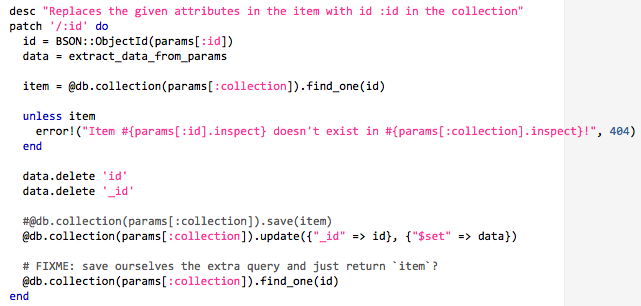 desc "Replaces the given attributes in the item with id :id in the collection"
patch '/:id' do
  id = BSON::ObjectId(params[:id])
  data = extract_data_from_params

  item = @db.collection(params[:collection]).find_one(id)

  unless item
    error!("Item #{params[:id].inspect} doesn't exist in #{params[:collection].inspect}!", 404)
  end

  data.delete 'id'
  data.delete '_id'

  #@db.collection(params[:collection]).save(item)
  @db.collection(params[:collection]).update({"_id" => id}, {"$set" => data})

  # FIXME: save ourselves the extra query and just return `item`?
  @db.collection(params[:collection]).find_one(id)
end